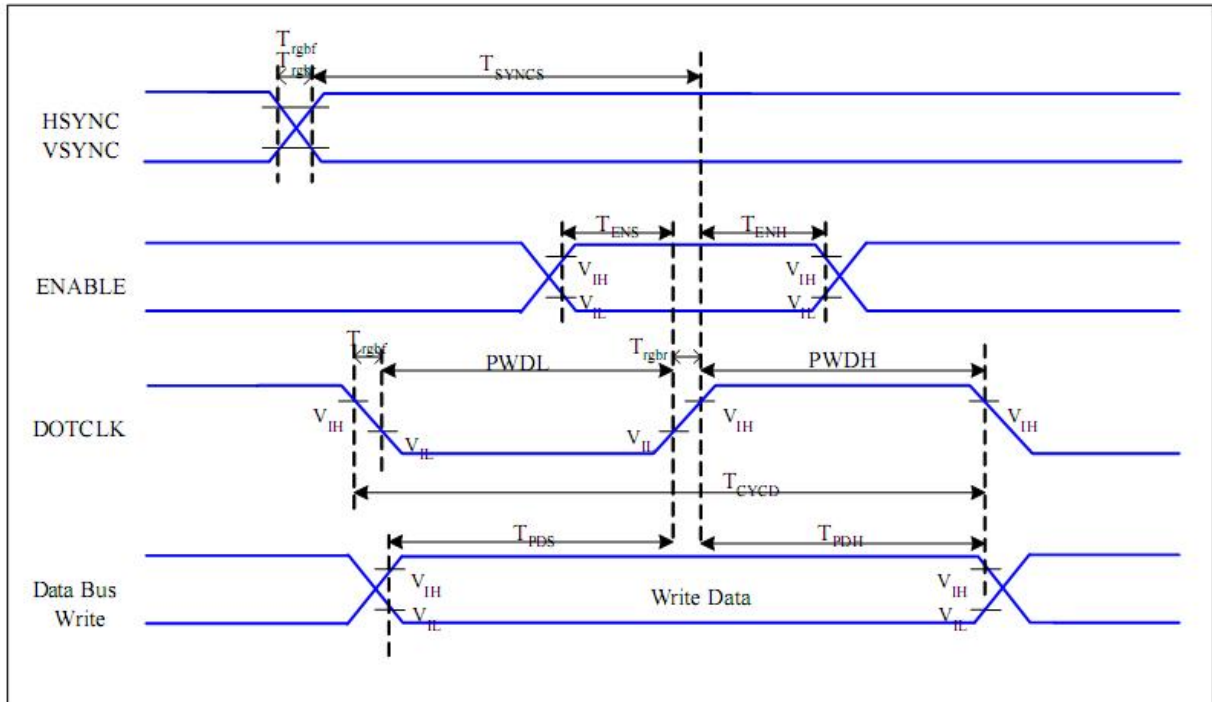 Trgbf
Trgbr
TSYNCS
HSYNC
VSYNC
TENS
TENH
VIH
VIH
ENABLE
VIL
VIL
Trgbf
Trgbr
PWDL
PWDH
VIH
VIH
VIH
DOTCLK
VIL
VIL
TCYCD
TPDS
TPDH
VIH
VIH
Data Bus
Write Data
Write
VIL
VIL